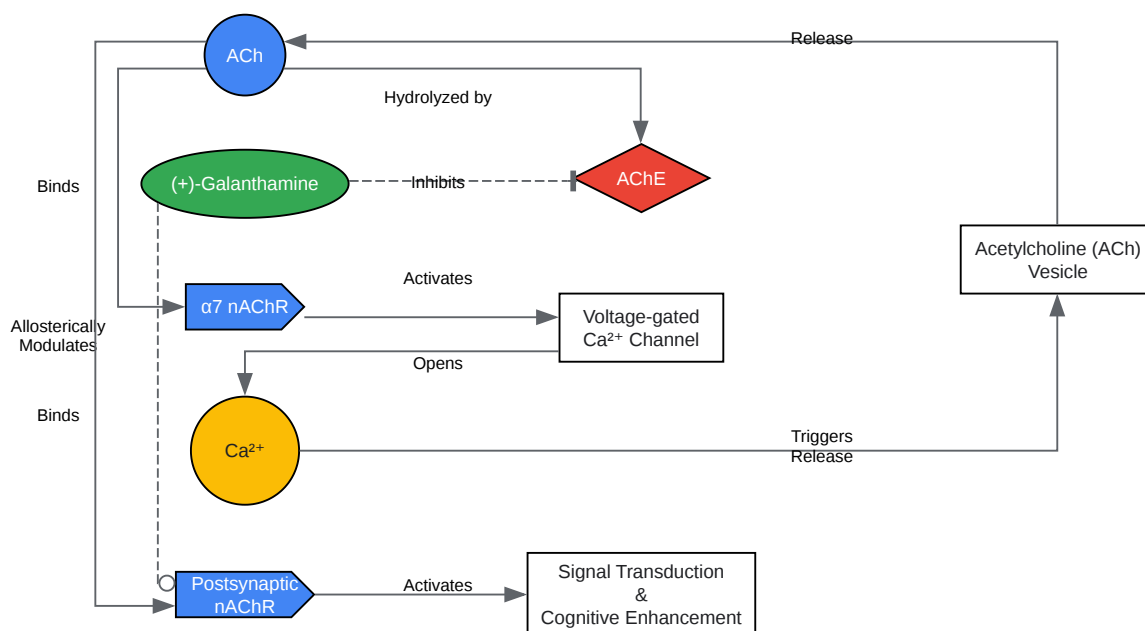 Release
ACh
Hydrolyzed by
(+)-Galanthamine
Inhibits
AChE
Binds
Acetylcholine (ACh)
Vesicle
Activates
α7 nAChR
Voltage-gated
Ca²⁺ Channel
Allosterically
Modulates
Opens
Binds
Ca²⁺
Triggers
Release
Postsynaptic
nAChR
Activates
Signal Transduction
&
Cognitive Enhancement